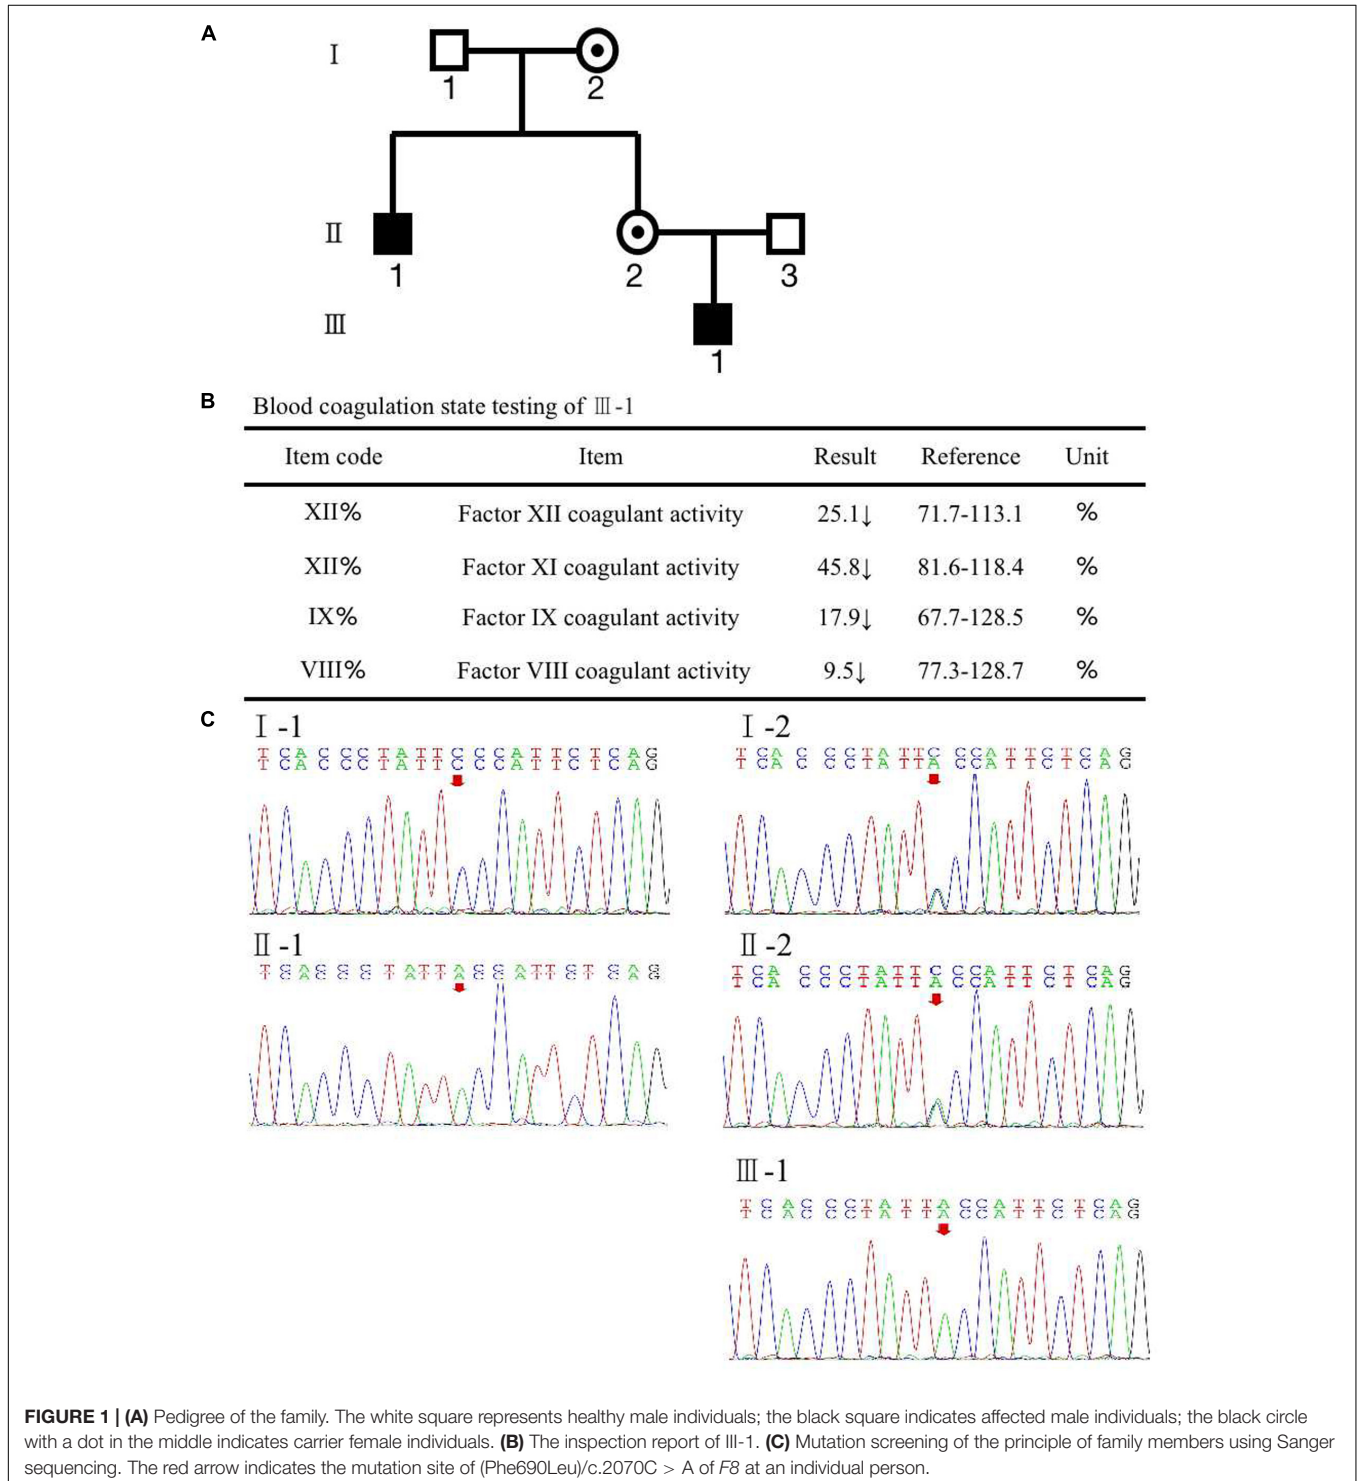 A
I
1
2
II
1
2
3
III
1
B
Blood coagulation state testing of III-1
Item code Item Result Reference Unit
XII% Factor XII coagulant activity 25.1↓ 71.7-113.1 %
XII% Factor XI coagulant activity 45.8↓ 81.6-118.4 %
IX% Factor IX coagulant activity 17.9↓ 67.7-128.5 %
VIII% Factor VIII coagulant activity 9.5↓ 77.3-128.7 %
C
I-1
T C A C C C T A T T C C C A T T C T C A G
T C A C C C T A T T C C C A T T C T C A G
I-2
T C A C C C T A T T C C C A T T C T C A G
T C A C C C T A T T A C C A T T C T C A G
II-1
T C A C C C T A T T A C C A T T C T C A G
T C A C C C T A T T A C C A T T C T C A G
II-2
T C A C C C T A T T C C C A T T C T C A G
T C A C C C T A T T A C C A T T C T C A G
III-1
T C A C C C T A T T A C C A T T C T C A G
T C A C C C T A T T A C C A T T C T C A G
FIGURE 1 | (A) Pedigree of the family. The white square represents healthy male individuals; the black square indicates affected male individuals; the black circle
with a dot in the middle indicates carrier female individuals. (B) The inspection report of III-1. (C) Mutation screening of the principle of family members using Sanger
sequencing. The red arrow indicates the mutation site of (Phe690Leu)/c.2070C > A of F8 at an individual person.